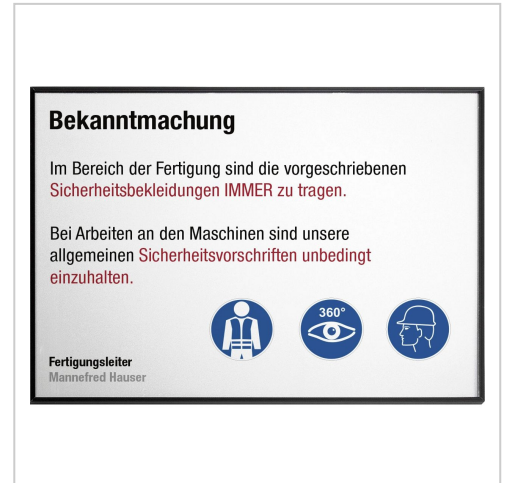 Bekanntmachung
Im Bereich der Fertigung sind die vorgeschriebenen
Sicherheitsbekleidungen IMMER zu tragen.
Bei Arbeiten an den Maschinen sind unsere
allgemeinen Sicherheitsvorschriften unbedingt
einzuhalten.
360°
Fertigungsleiter
Mannefred Hauser